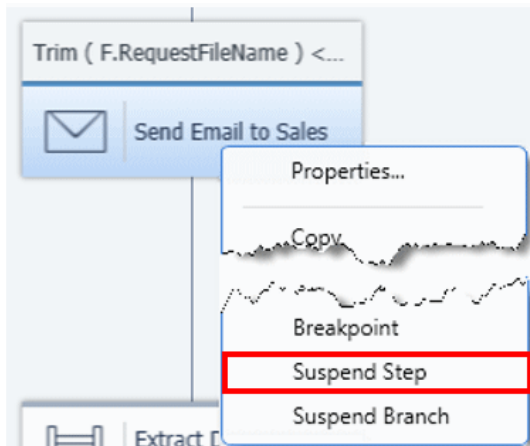 Trim ( F.RequestFileName ) <...
Send Email to Sales
Properties...
Copy
Breakpoint
Suspend Step
Suspend Branch
Extract